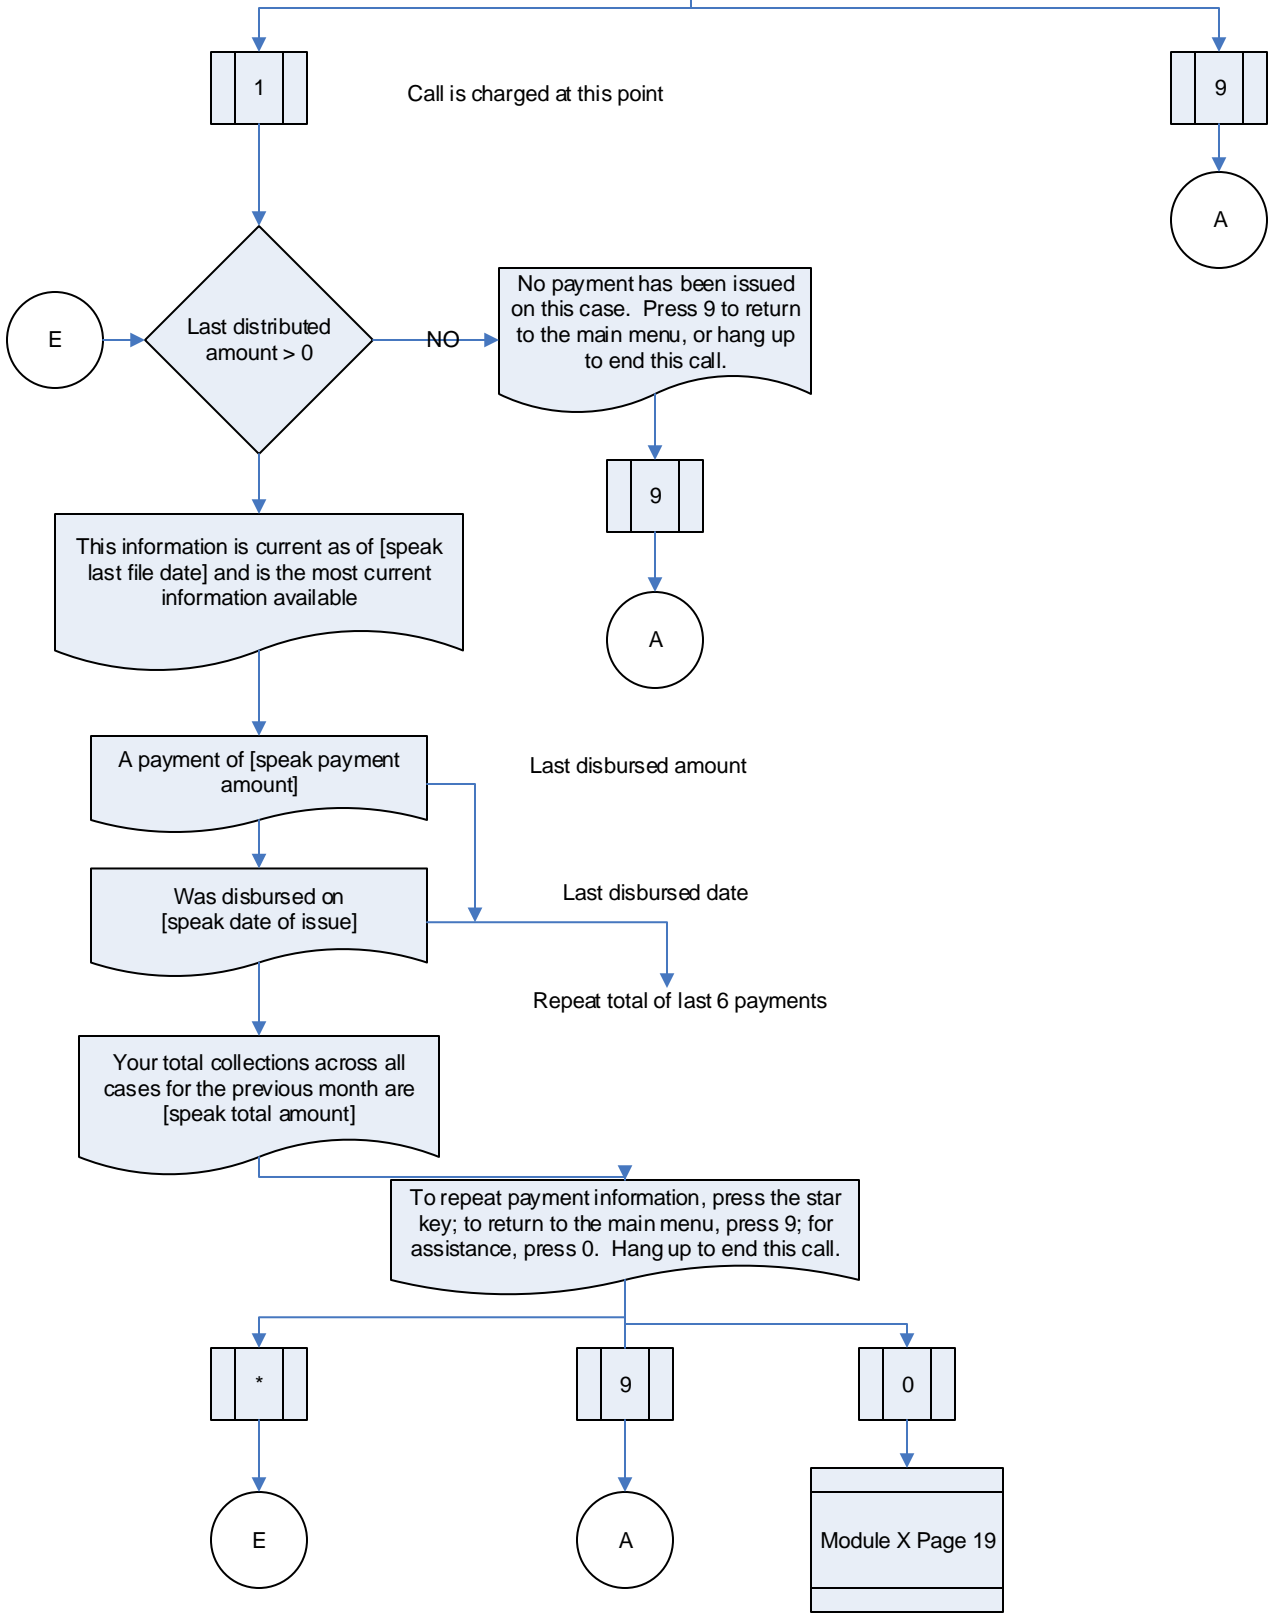 1
Call is charged at this point
9
A
E
Last distributed
amount > 0
NO
No payment has been issued
on this case.  Press 9 to return
to the main menu, or hang up
to end this call.
9
A
This information is current as of [speak
last file date] and is the most current
information available
A payment of [speak payment
amount]
Last disbursed amount
Was disbursed on
[speak date of issue]
Last disbursed date
Repeat total of last 6 payments
Your total collections across all
cases for the previous month are
[speak total amount]
To repeat payment information, press the star
key; to return to the main menu, press 9; for
assistance, press 0.  Hang up to end this call.
*
9
0
E
A
Module X Page 19